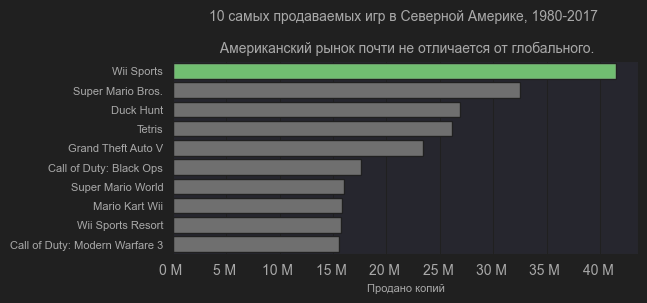 10 самых продаваемых игр в Северной Америке, 1980-2017
Американский рынок почти не отличается от глобального.
Wii Sports
Super Mario Bros.
Duck Hunt
Tetris
Grand Theft Auto V
Call of Duty: Black Ops
Super Mario World
Mario Kart Wii
Wii Sports Resort
Call of Duty: Modern Warfare 3
0 M 5 M 10 M 15 M 20 M 25 M 30 M 35 M 40 M
Продано копий